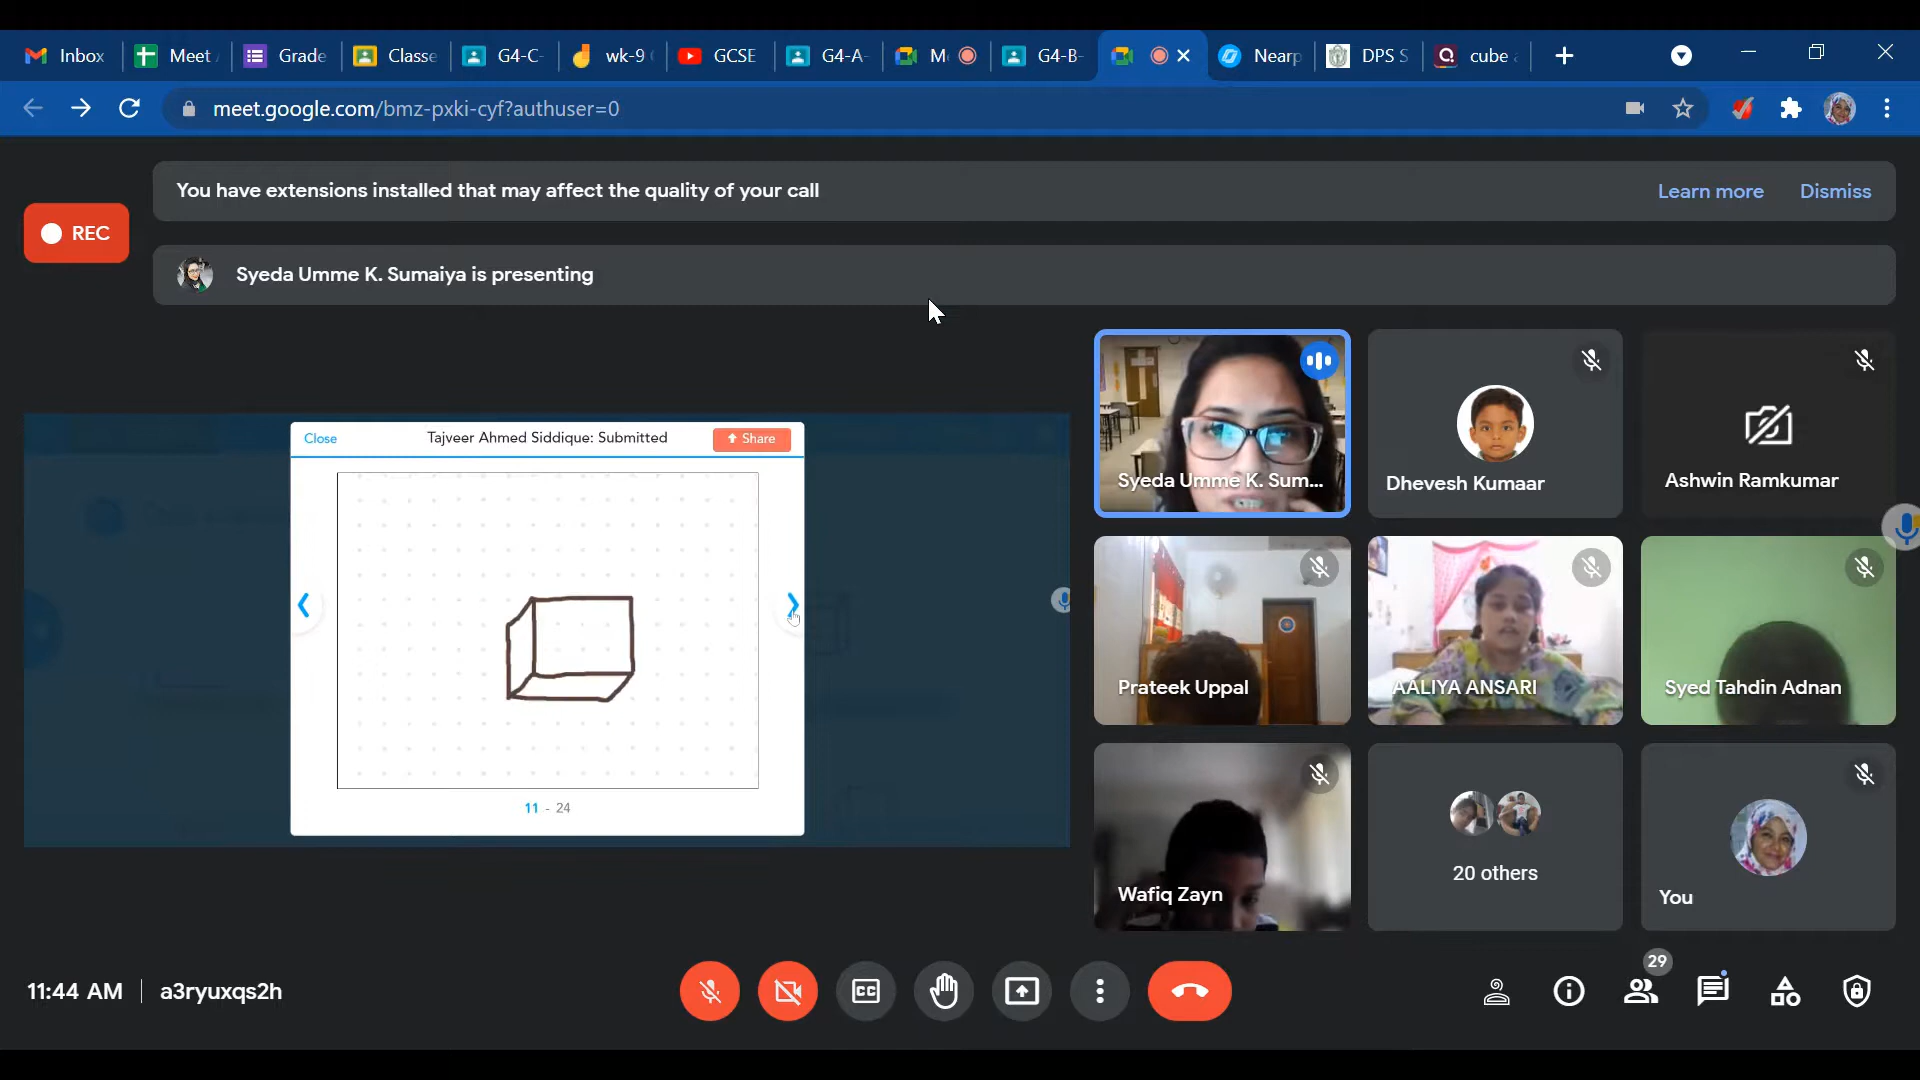 Inbox
Meet
Grade
Classe
G4-C-
wk-9
GCSE
G4-A-
M
G4-B-
Nearp
DPS S
cube
meet.google.com/bmz-pxki-cyf?authuser=0
You have extensions installed that may affect the quality of your call
Learn more
Dismiss
REC
Syeda Umme K. Sumaiya is presenting
Close
Tajveer Ahmed Siddique: Submitted
Share
11 - 24
Syeda Umme K. Sum...
Dhevesh Kumaar
Ashwin Ramkumar
Prateek Uppal
AALIYA ANSARI
Syed Tahdin Adnan
Wafiq Zayn
20 others
You
11:44 AM
a3ryuxqs2h
CC
29